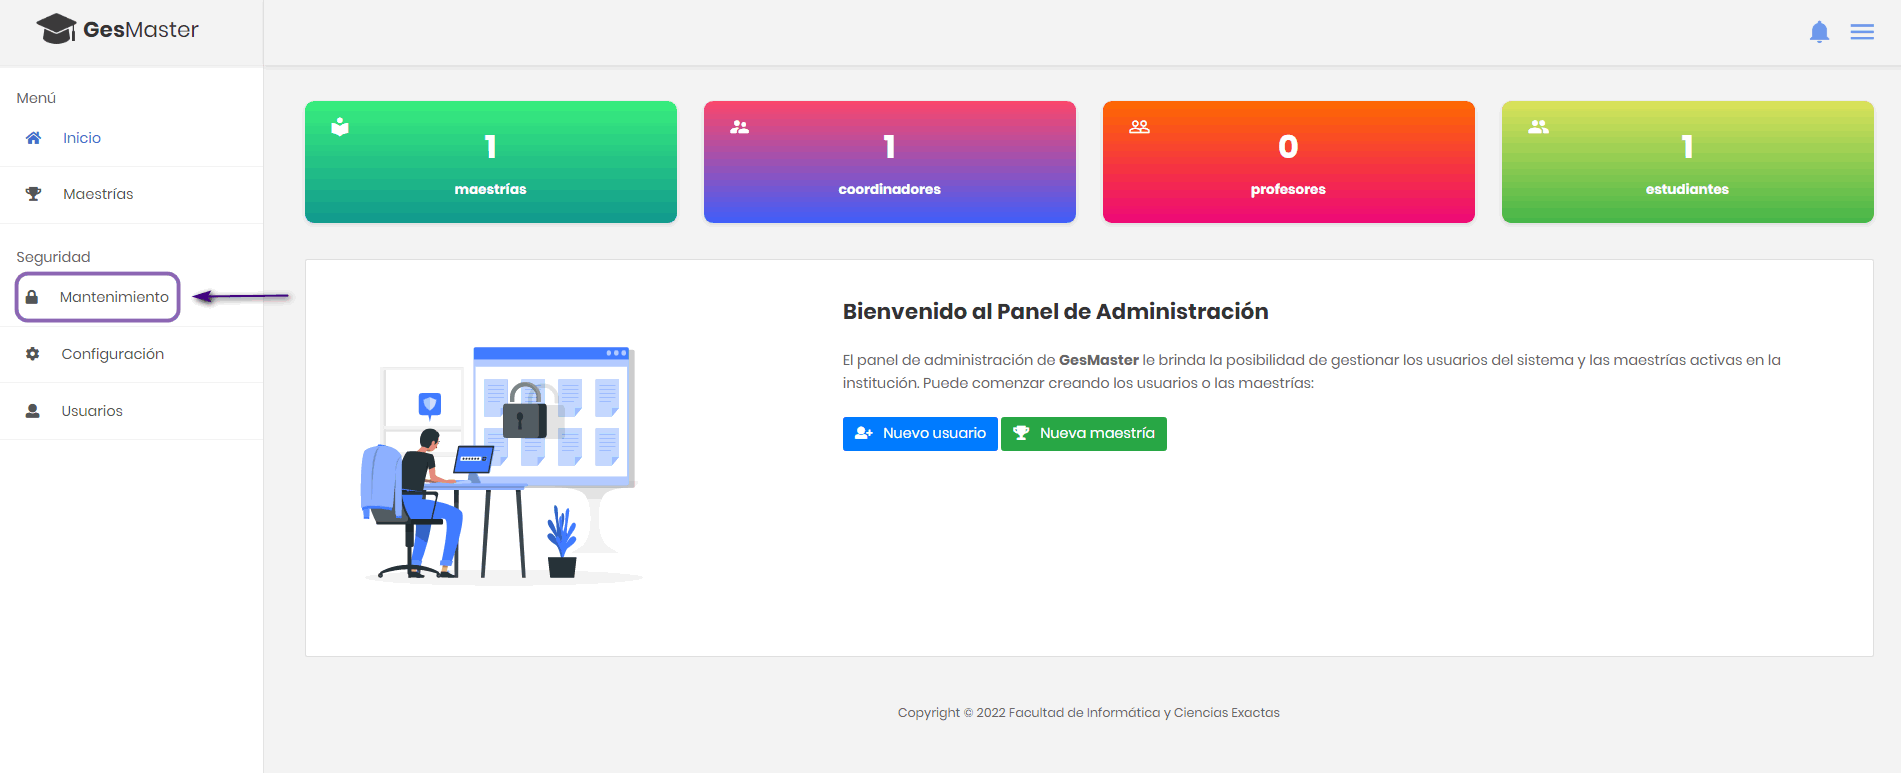 GesMaster
Menú
Inicio
Maestrías
Seguridad
Mantenimiento
Configuración
Usuarios
1
maestrías
1
coordinadores
0
profesores
1
estudiantes
Bienvenido al Panel de Administración
El panel de administración de GesMaster le brinda la posibilidad de gestionar los usuarios del sistema y las maestrías activas en la
institución. Puede comenzar creando los usuarios o las maestrías:
Nuevo usuario
Nueva maestría
Copyright © 2022 Facultad de Informática y Ciencias Exactas